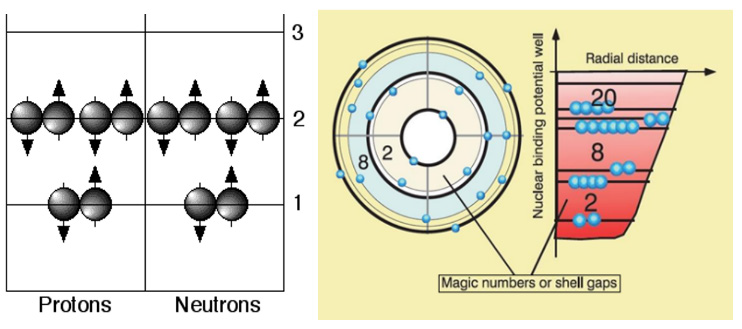 3
2
1
Protons Neutrons
Nuclear binding potential well
Radial distance
20
8
2
8 2
Magic numbers or shell gaps